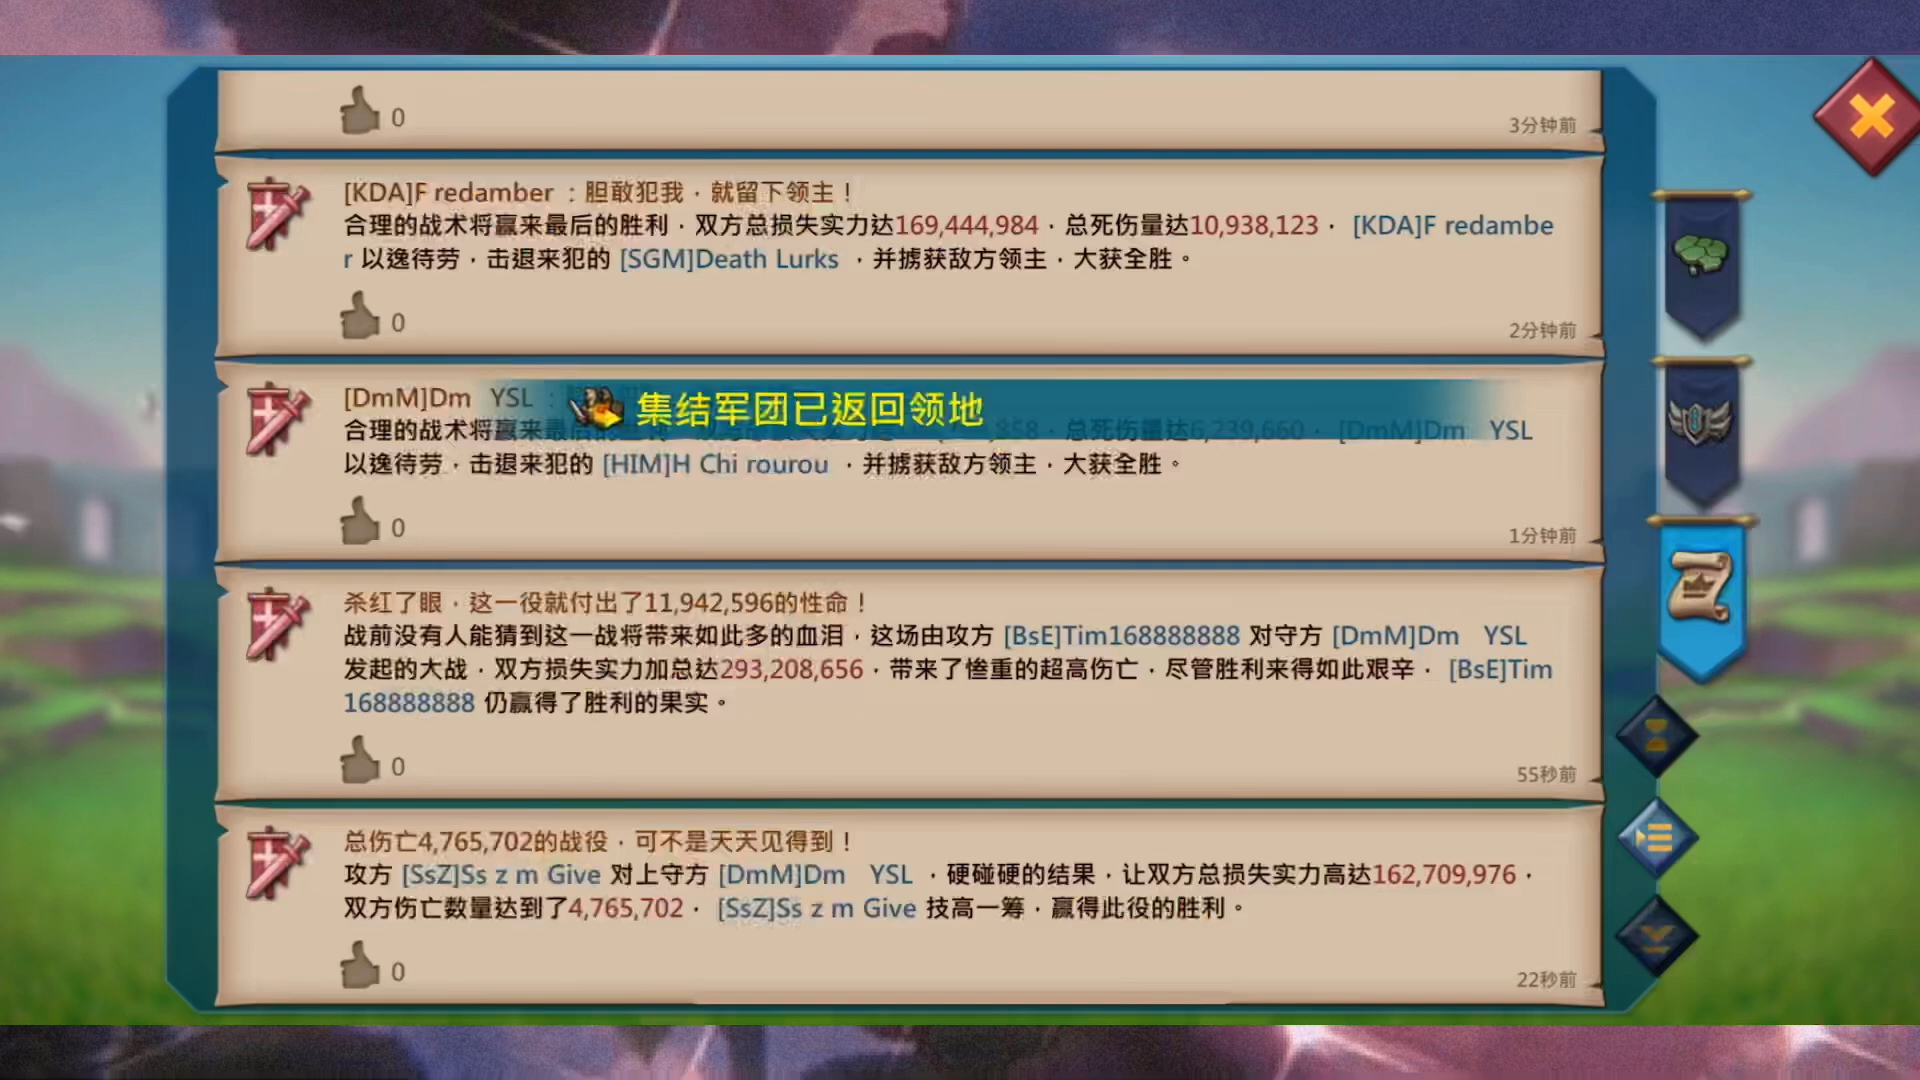 0
3分钟前
[KDA]F redamber ：胆敢犯我，就留下领主！
合理的战术将赢来最后的胜利，双方总损失实力达169,444,984，总死伤量达10,938,123， [KDA]F redambe
r 以逸待劳，击退来犯的 [SGM]Death Lurks ，并掳获敌方领主，大获全胜。
0
2分钟前
[DmM]Dm YSL :
集结军团已返回领地
合理的战术将赢来最后 858，总死伤量达6,239,660， [DmM]Dm YSL
以逸待劳，击退来犯的 [HIM]H Chi rourou ，并掳获敌方领主，大获全胜。
0
1分钟前
杀红了眼，这一役就付出了11,942,596的性命！
战前没有人能猜到这一战将带来如此多的血泪，这场由攻方 [BsE]Tim168888888 对守方 [DmM]Dm YSL
发起的大战，双方损失实力加总达293,208,656，带来了惨重的超高伤亡，尽管胜利来得如此艰辛， [BsE]Tim
168888888 仍赢得了胜利的果实。
0
55秒前
总伤亡4,765,702的战役，可不是天天见得到！
攻方 [SsZ]Ss z m Give 对上守方 [DmM]Dm YSL ，硬碰硬的结果，让双方总损失实力高达162,709,976，
双方伤亡数量达到了4,765,702， [SsZ]Ss z m Give 技高一筹，赢得此役的胜利。
0
22秒前